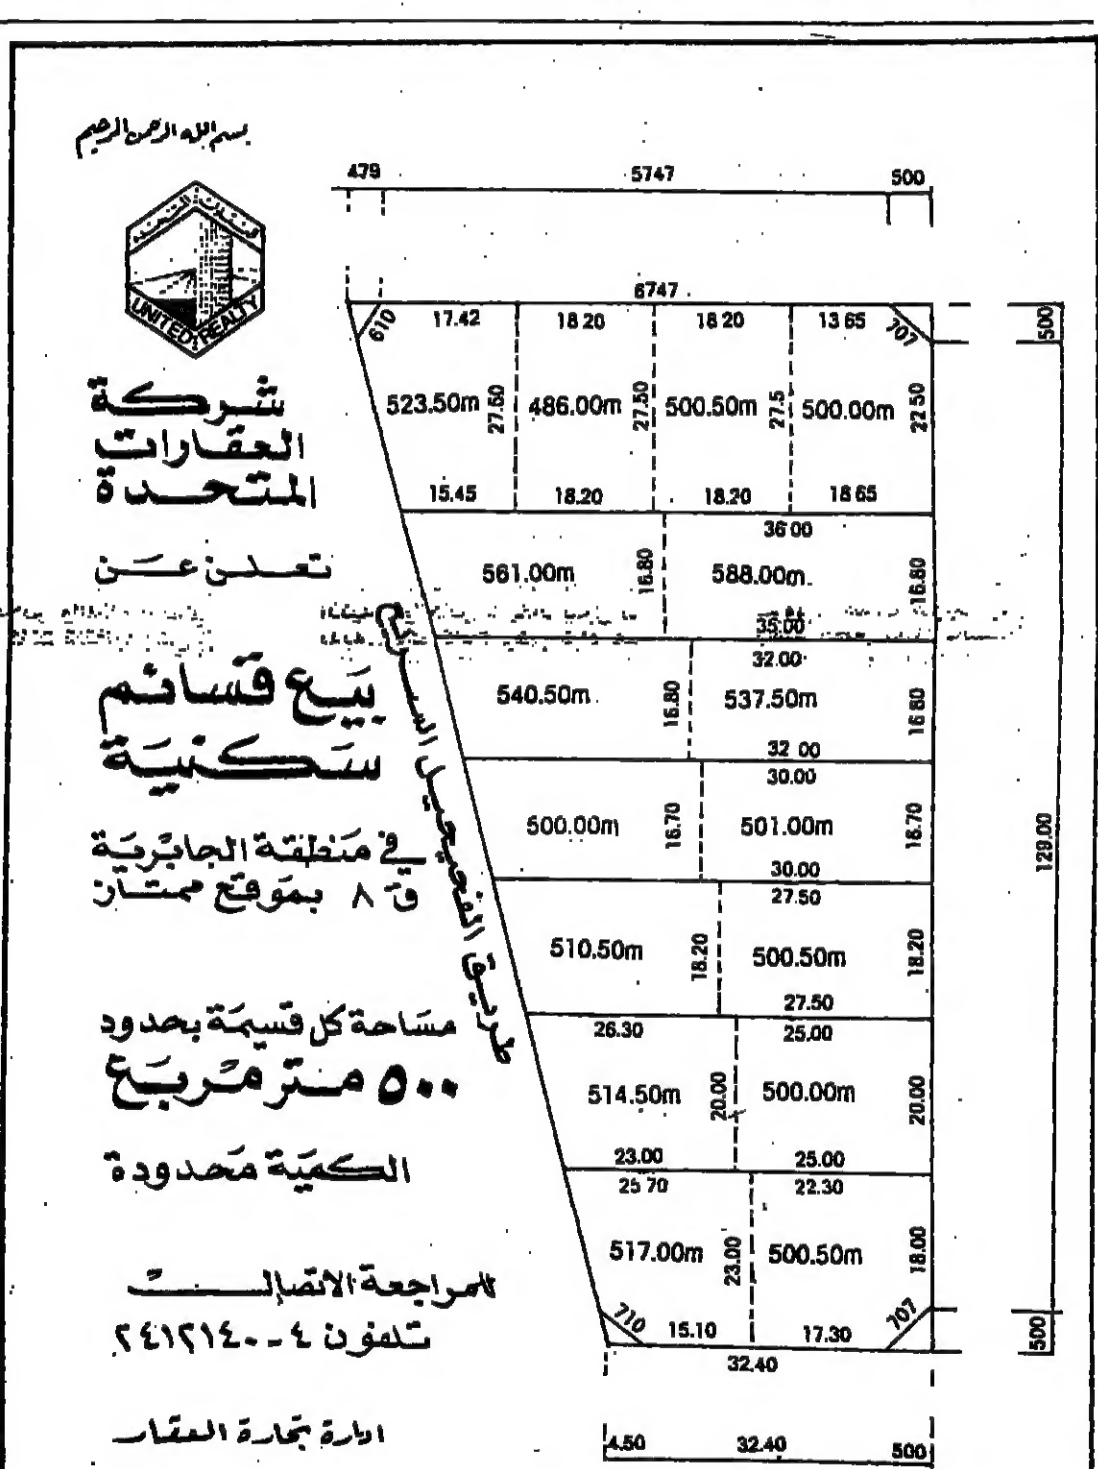 بسم الله الرحمن الرحيم
UNITED REALTY
شركة
العقارات
المتحدة
تعلن عن
بيع قسائم
سكنية
في منطقة الجابرية
ق ٨ بموقع ممتاز
مساحة كل قسيمة بحدود
٥٠٠ متر مربع
الكمية محدودة
للمراجعة الاتصال
تلفون ٤-٢٤١٢١٤٠
ادارة تجارة العقار
طريق الفحيحيل السريع
479 5747 500
6747
610 17.42 18 20 18 20 13 65 707 500
523.50m 27.50 486.00m 27.50 500.50m 27.5 500.00m 22 50
15.45 18.20 18.20 18 65
36 00
561.00m 16.80 588.00m 16.80
35.00
32.00
540.50m 16.80 537.50m 16 80
32 00
30.00
500.00m 16.70 501.00m 16.70
129.00
30.00
27.50
510.50m 18.20 500.50m 18.20
27.50
26.30 25.00
514.50m 20.00 500.00m 20.00
23.00 25.00
25 70 22.30
517.00m 23.00 500.50m 18.00
710 15.10 17.30 707 500
32.40
4.50 32.40 500